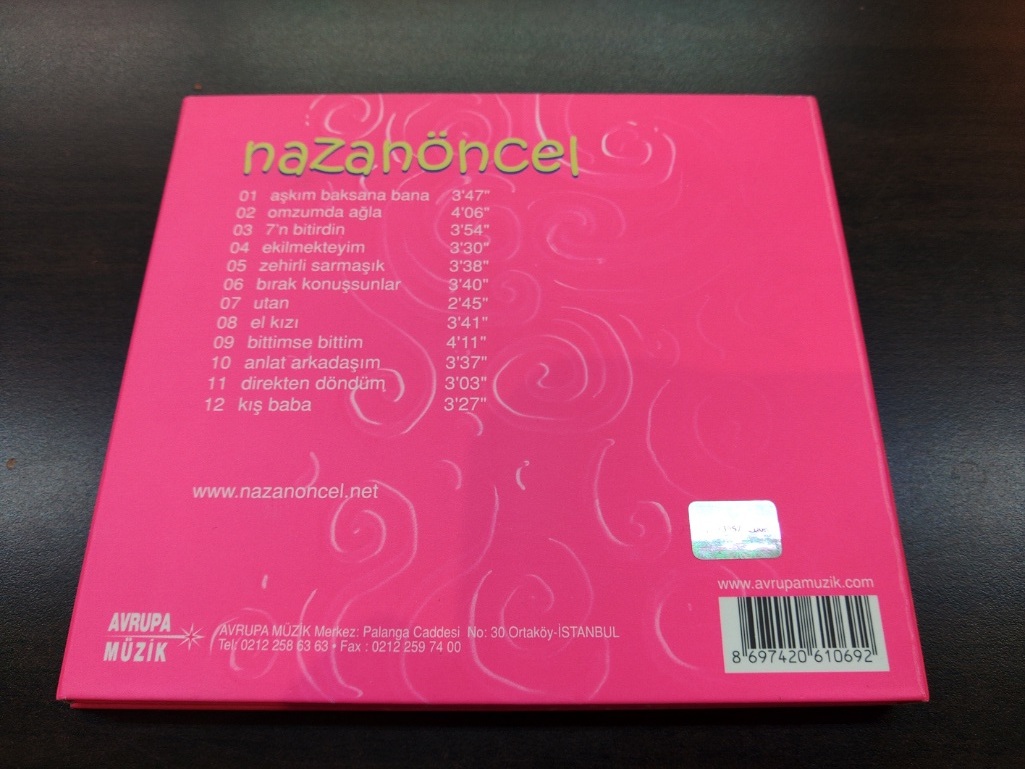 nazanöncel
01 aşkım baksana bana 3'47"
02 omzumda ağla 4'06"
03 7'n bitirdin 3'54"
04 ekilmekteyim 3'30"
05 zehirli sarmaşık 3'38"
06 bırak konuşsunlar 3'40"
07 utan 2'45"
08 el kızı 3'41"
09 bittimse bittim 4'11"
10 anlat arkadaşım 3'37"
11 direkten döndüm 3'03"
12 kış baba 3'27"
www.nazanoncel.net
www.avrupamuzik.com
AVRUPA
MÜZİK
AVRUPA MÜZİK Merkez: Palanga Caddesi No: 30 Ortaköy-İSTANBUL
Tel: 0212 258 63 63 • Fax : 0212 259 74 00
8 697420 610692